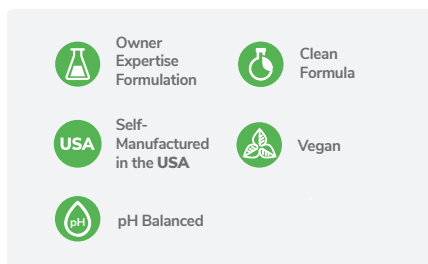 Owner
Expertise
Formulation
Clean
Formula
USA
Self-
Manufactured
in the USA
Vegan
pH
pH Balanced